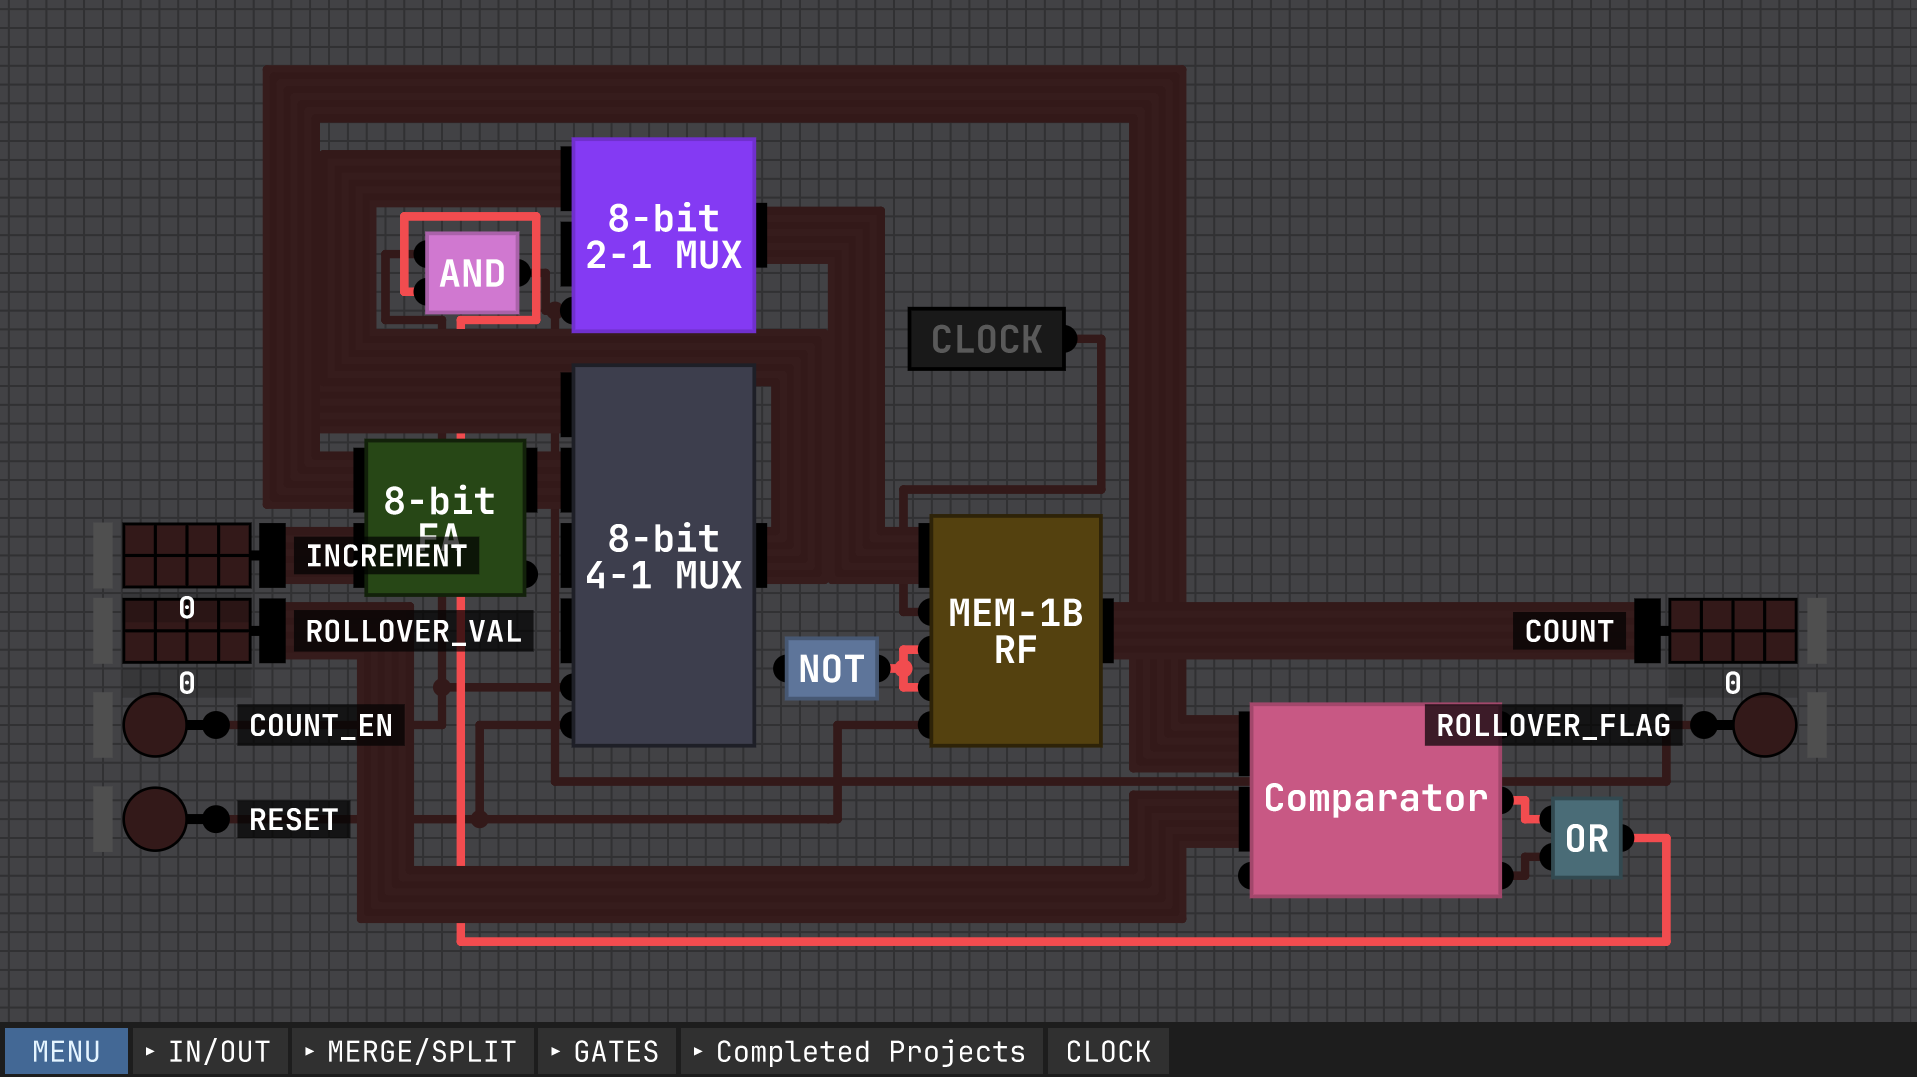 8-bit
2-1 MUX
AND
CLOCK
8-bit
FA
8-bit
4-1 MUX
INCREMENT
0
ROLLOVER_VAL
0
COUNT_EN
RESET
NOT
MEM-1B
RF
COUNT
0
ROLLOVER_FLAG
Comparator
OR
MENU
▸ IN/OUT
▸ MERGE/SPLIT
▸ GATES
▸ Completed Projects
CLOCK